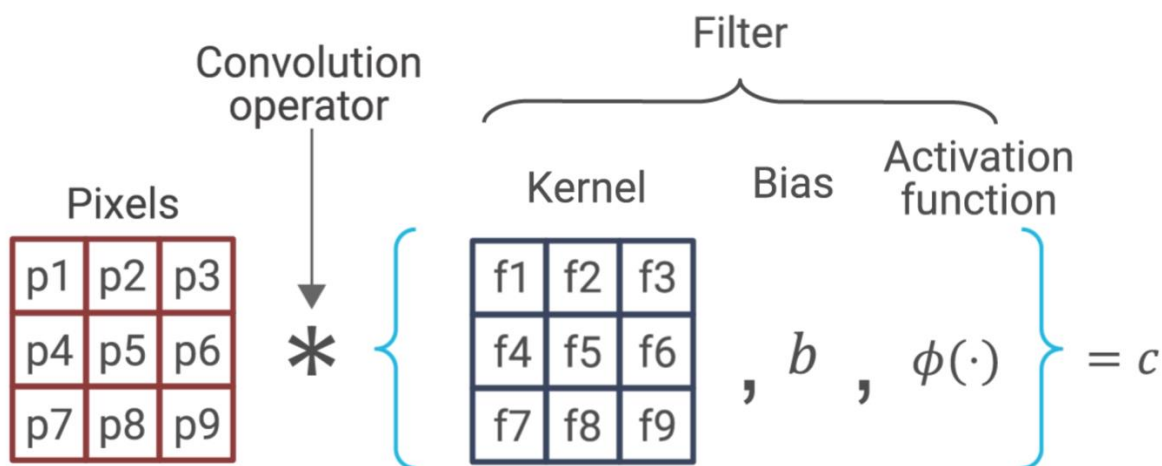 Filter
Convolution
operator
Kernel
Bias
Activation
function
Pixels
p1 p2 p3
p4 p5 p6
p7 p8 p9
*
{
f1 f2 f3
f4 f5 f6
f7 f8 f9
, b , ϕ(·)
} = c